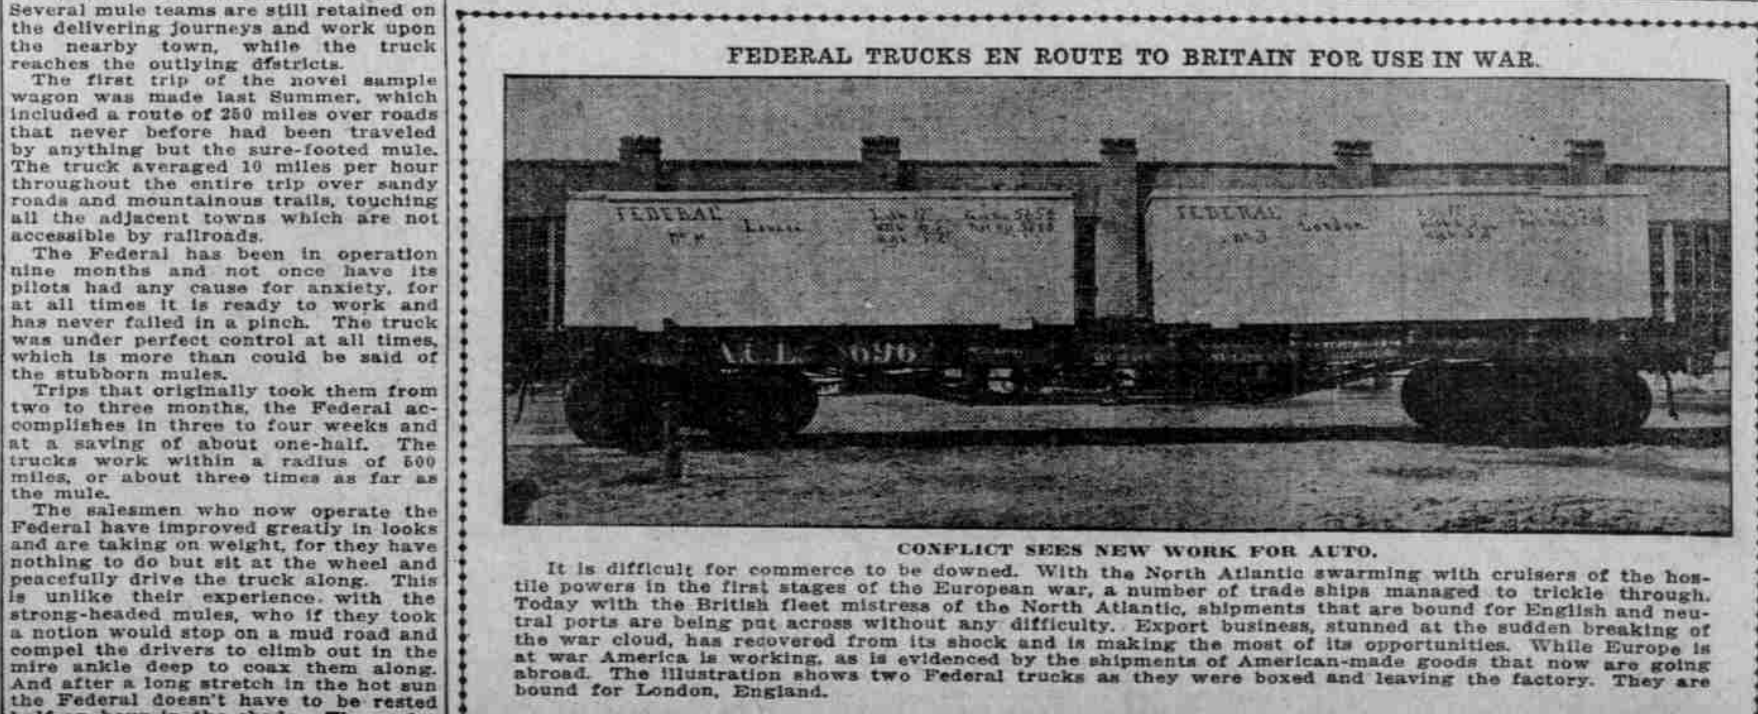 Several mule teams are still retained on
the delivering journeys and work upon
the nearby town, while the truck
reaches the outlying districts.
The first trip of the novel sample
wagon was made last Summer, which
included a route of 250 miles over roads
that never before had been traveled
by anything but the sure-footed mule.
The truck averaged 10 miles per hour
throughout the entire trip over sandy
roads and mountainous trails, touching
all the adjacent towns which are not
accessible by railroads.
The Federal has been in operation
nine months and not once have its
pilots had any cause for anxiety, for
at all times it is ready to work and
has never failed in a pinch. The truck
was under perfect control at all times,
which is more than could be said of
the stubborn mules.
Trips that originally took them from
two to three months, the Federal ac-
complishes in three to four weeks and
at a saving of about one-half. The
trucks work within a radius of 500
miles, or about three times as far as
the mule.
The salesmen who now operate the
Federal have improved greatly in looks
and are taking on weight, for they have
nothing to do but sit at the wheel and
peacefully drive the truck along. This
is unlike their experience with the
strong-headed mules, who if they took
a notion would stop on a mud road and
compel the drivers to climb out in the
mire ankle deep to coax them along.
And after a long stretch in the hot sun
the Federal doesn't have to be rested
FEDERAL TRUCKS EN ROUTE TO BRITAIN FOR USE IN WAR.
FEDERAL
FEDERAL
London
696
CONFLICT SEES NEW WORK FOR AUTO.
It is difficult for commerce to be downed. With the North Atlantic swarming with cruisers of the hos-
tile powers in the first stages of the European war, a number of trade ships managed to trickle through.
Today with the British fleet mistress of the North Atlantic, shipments that are bound for English and neu-
tral ports are being put across without any difficulty. Export business, stunned at the sudden breaking of
the war cloud, has recovered from its shock and is making the most of its opportunities. While Europe is
at war America is working, as is evidenced by the shipments of American-made goods that now are going
abroad. The illustration shows two Federal trucks as they were boxed and leaving the factory. They are
bound for London, England.